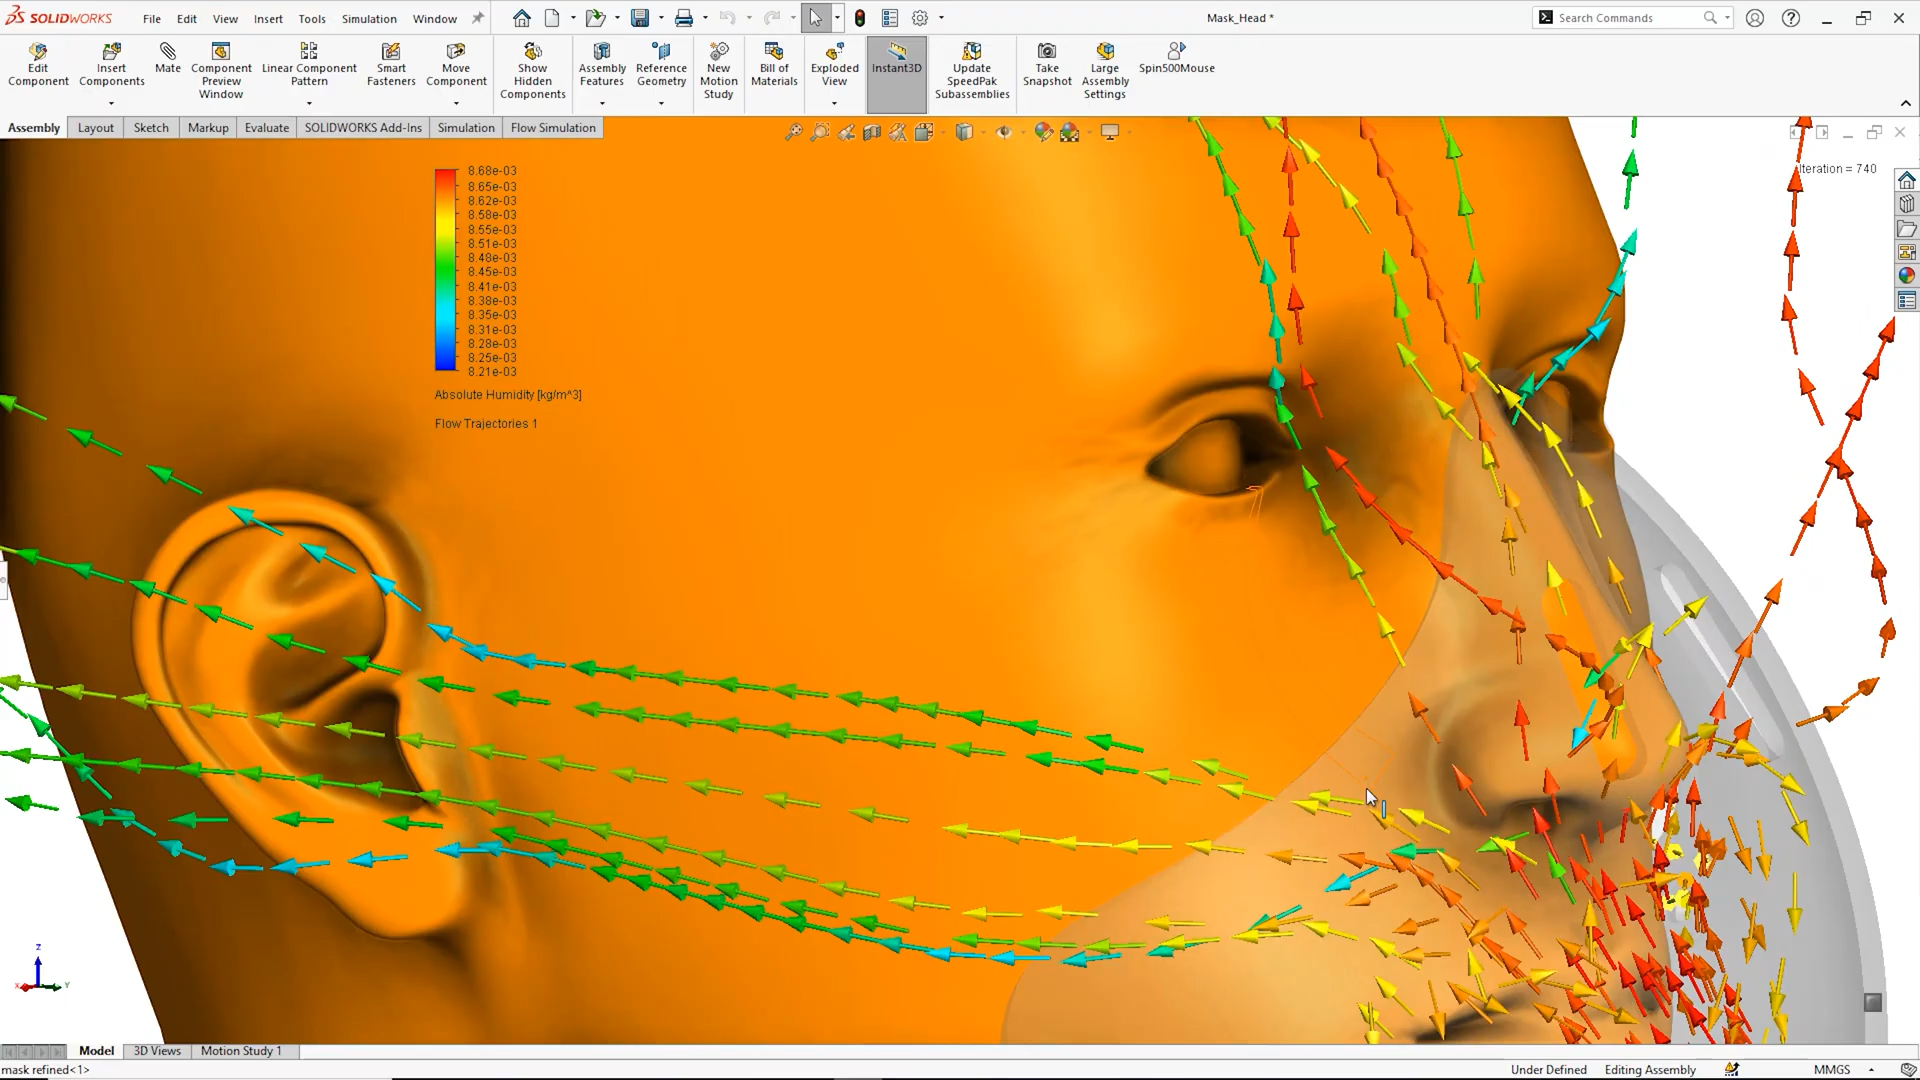 SOLIDWORKS
File Edit View Insert Tools Simulation Window
Mask_Head *
Search Commands
Edit Component
Insert Components
Mate
Component Preview Window
Linear Component Pattern
Smart Fasteners
Move Component
Show Hidden Components
Assembly Features
Reference Geometry
New Motion Study
Bill of Materials
Exploded View
Instant3D
Update SpeedPak Subassemblies
Take Snapshot
Large Assembly Settings
Spin500Mouse
Assembly Layout Sketch Markup Evaluate SOLIDWORKS Add-Ins Simulation Flow Simulation
Iteration = 740
8.68e-03
8.65e-03
8.62e-03
8.58e-03
8.55e-03
8.51e-03
8.48e-03
8.45e-03
8.41e-03
8.38e-03
8.35e-03
8.31e-03
8.28e-03
8.25e-03
8.21e-03
Absolute Humidity [kg/m^3]
Flow Trajectories 1
Z
X
Y
Model 3D Views Motion Study 1
mask refined<1>
Under Defined Editing Assembly MMGS